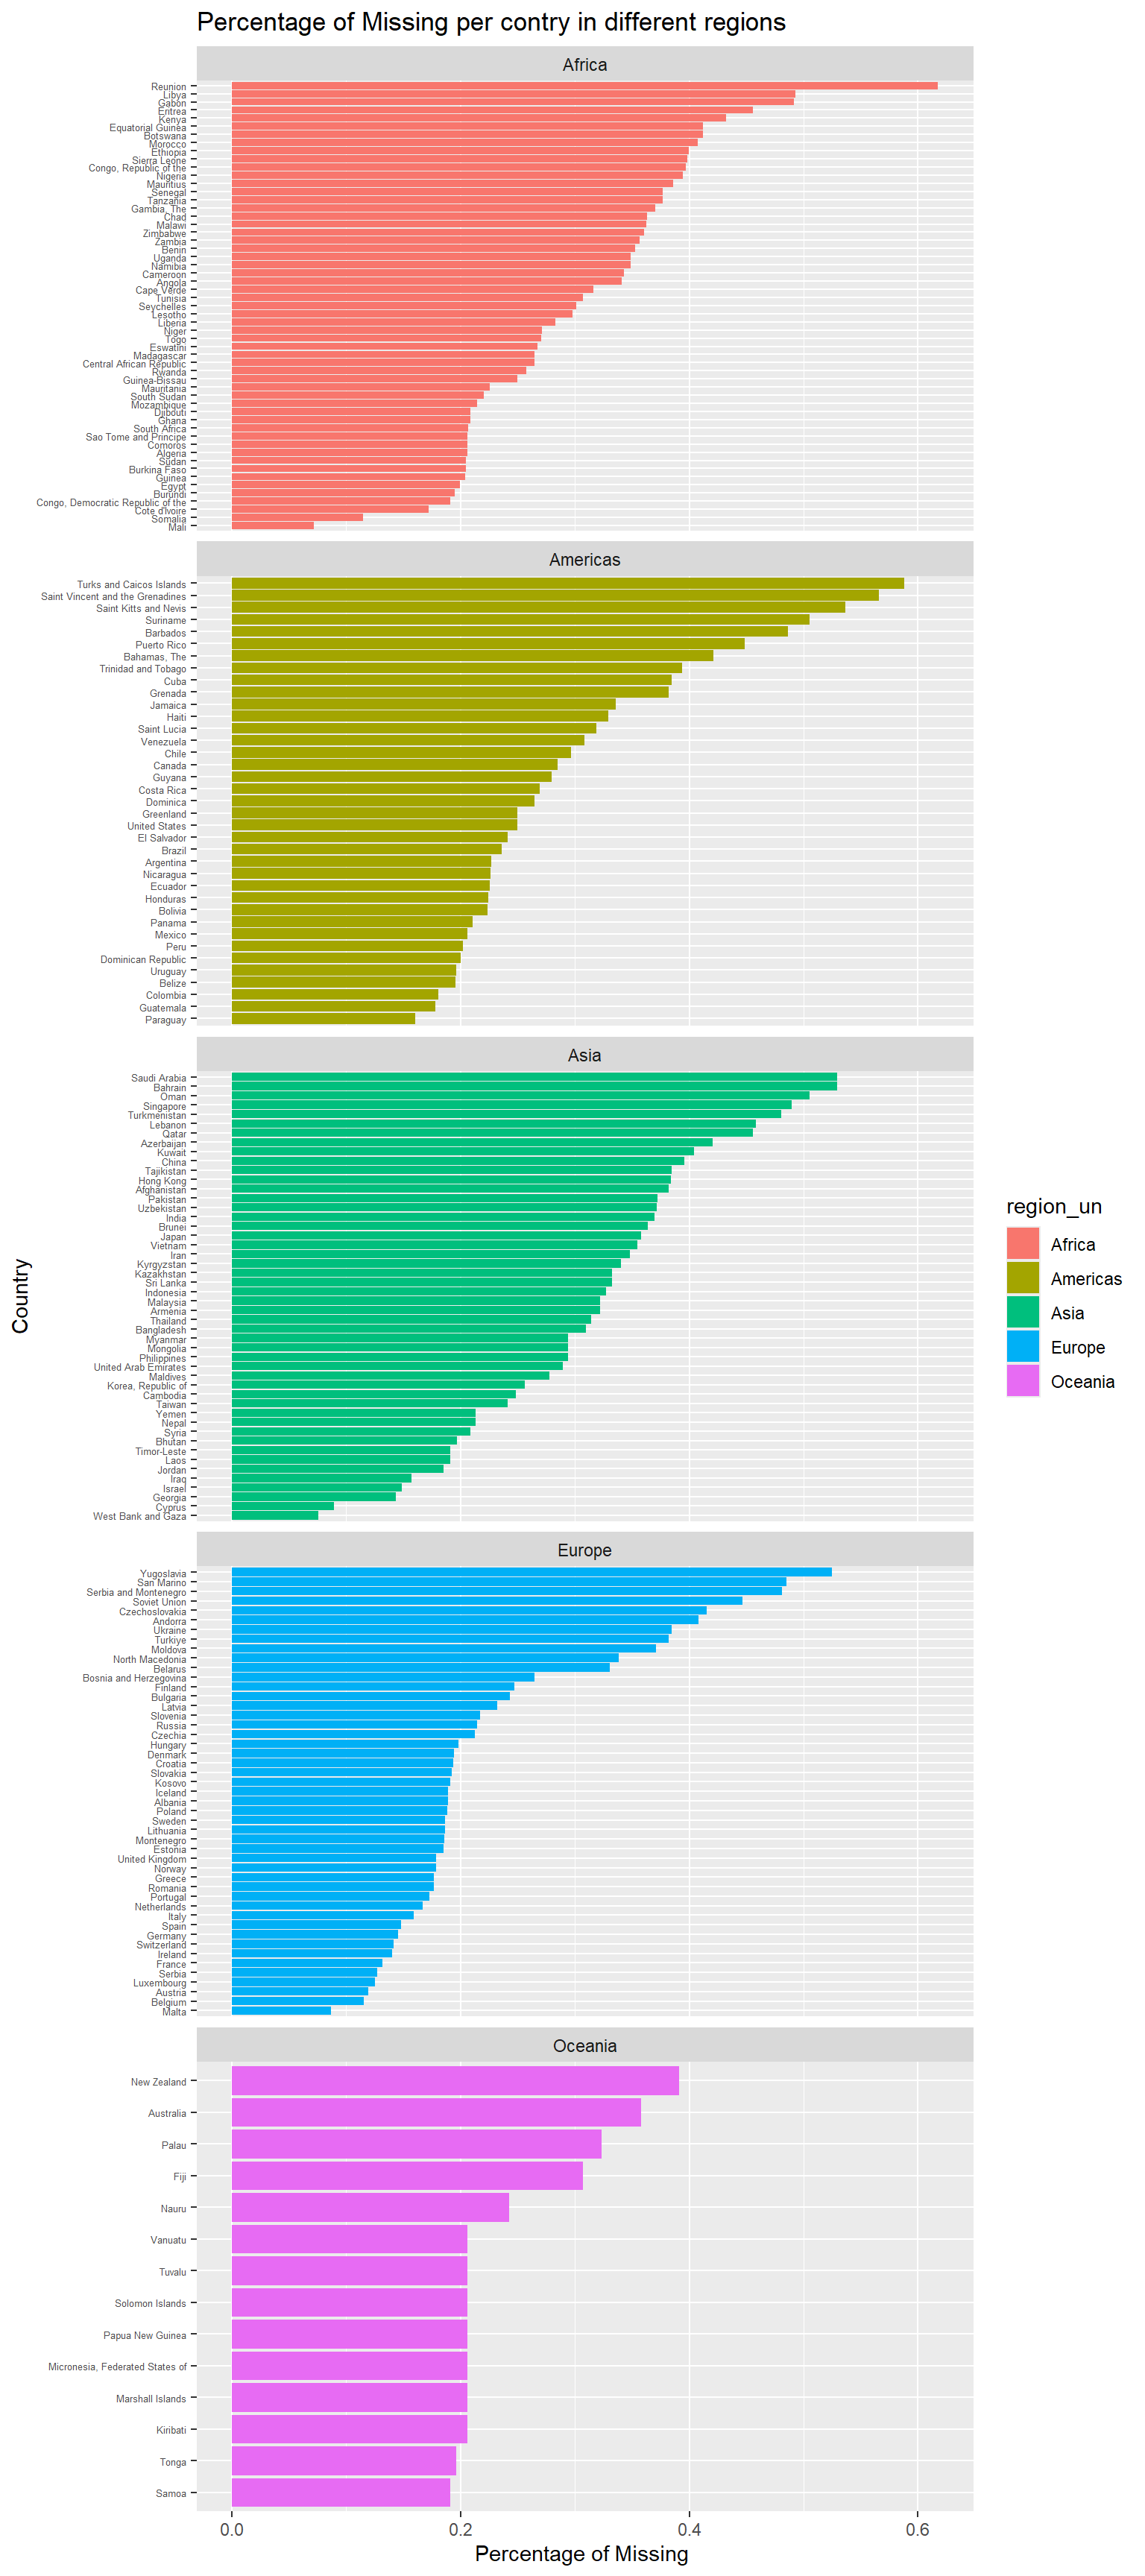 Percentage of Missing per contry in different regions
Africa
Reunion
Libya
Gabon
Eritrea
Kenya
Equatorial Guinea
Botswana
Morocco
Ethiopia
Sierra Leone
Congo, Republic of the
Nigeria
Mauritius
Senegal
Tanzania
Gambia, The
Chad
Malawi
Zimbabwe
Zambia
Benin
Uganda
Namibia
Cameroon
Angola
Cape Verde
Tunisia
Seychelles
Lesotho
Liberia
Niger
Togo
Eswatini
Madagascar
Central African Republic
Rwanda
Guinea-Bissau
Mauritania
South Sudan
Mozambique
Djibouti
Ghana
South Africa
Sao Tome and Principe
Comoros
Algeria
Sudan
Burkina Faso
Guinea
Egypt
Burundi
Congo, Democratic Republic of the
Cote d'Ivoire
Somalia
Mali
Americas
Turks and Caicos Islands
Saint Vincent and the Grenadines
Saint Kitts and Nevis
Suriname
Barbados
Puerto Rico
Bahamas, The
Trinidad and Tobago
Cuba
Grenada
Jamaica
Haiti
Saint Lucia
Venezuela
Chile
Canada
Guyana
Costa Rica
Dominica
Greenland
United States
El Salvador
Brazil
Argentina
Nicaragua
Ecuador
Honduras
Bolivia
Panama
Mexico
Peru
Dominican Republic
Uruguay
Belize
Colombia
Guatemala
Paraguay
Asia
Saudi Arabia
Bahrain
Oman
Singapore
Turkmenistan
Lebanon
Qatar
Azerbaijan
Kuwait
China
Tajikistan
Hong Kong
Afghanistan
Pakistan
Uzbekistan
India
Brunei
Japan
Vietnam
Iran
Kyrgyzstan
Kazakhstan
Sri Lanka
Indonesia
Malaysia
Armenia
Thailand
Bangladesh
Myanmar
Mongolia
Philippines
United Arab Emirates
Maldives
Korea, Republic of
Cambodia
Taiwan
Yemen
Nepal
Syria
Bhutan
Timor-Leste
Laos
Jordan
Iraq
Israel
Georgia
Cyprus
West Bank and Gaza
Europe
Yugoslavia
San Marino
Serbia and Montenegro
Soviet Union
Czechoslovakia
Andorra
Ukraine
Turkiye
Moldova
North Macedonia
Belarus
Bosnia and Herzegovina
Finland
Bulgaria
Latvia
Slovenia
Russia
Czechia
Hungary
Denmark
Croatia
Slovakia
Kosovo
Iceland
Albania
Poland
Sweden
Lithuania
Montenegro
Estonia
United Kingdom
Norway
Greece
Romania
Portugal
Netherlands
Italy
Spain
Germany
Switzerland
Ireland
France
Serbia
Luxembourg
Austria
Belgium
Malta
Oceania
New Zealand
Australia
Palau
Fiji
Nauru
Vanuatu
Tuvalu
Solomon Islands
Papua New Guinea
Micronesia, Federated States of
Marshall Islands
Kiribati
Tonga
Samoa
0.0 0.2 0.4 0.6
Percentage of Missing
Country
region_un
Africa
Americas
Asia
Europe
Oceania